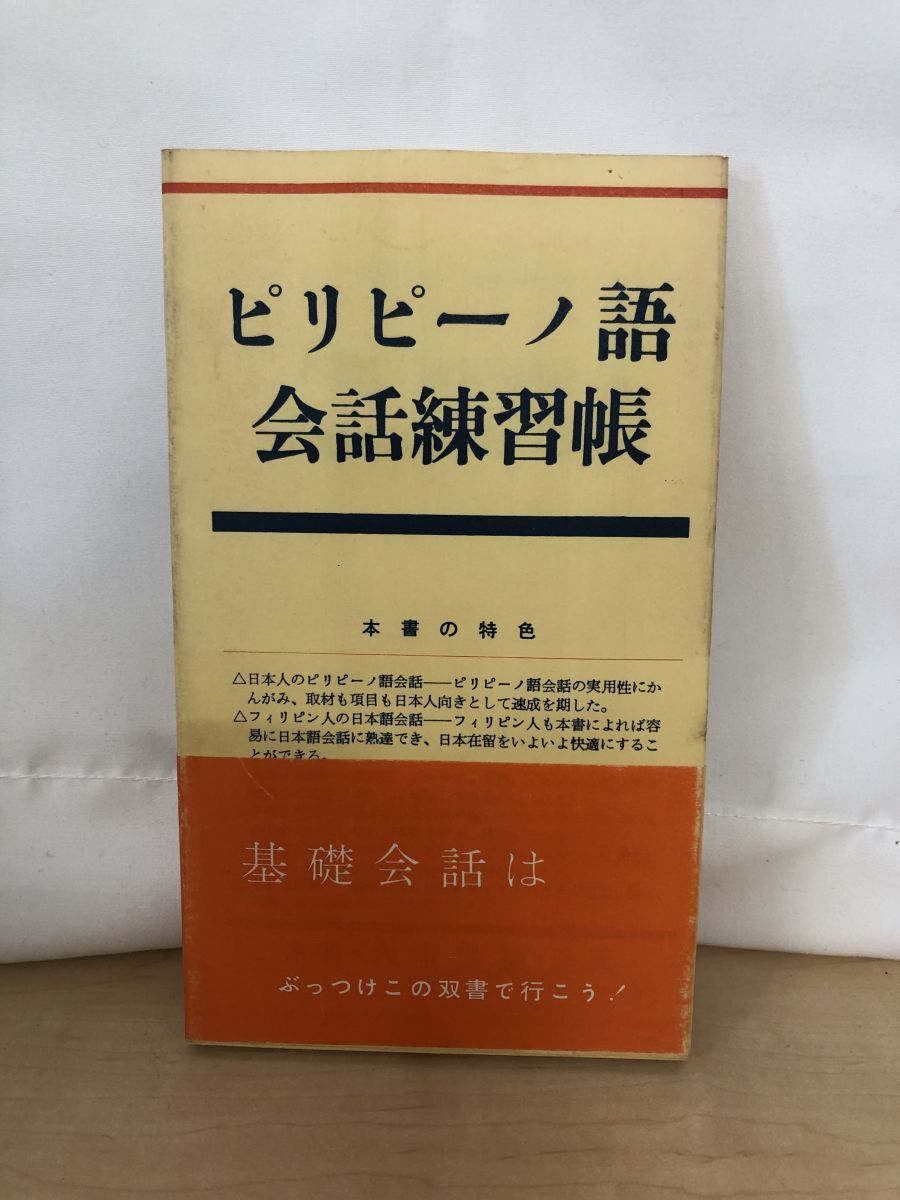 ピリピーノ語
会話練習帳
本書の特色
△日本人のピリピーノ語会話――ピリピーノ語会話の実用性にか
んがみ、取材も項目も日本人向きとして速成を期した。
△フィリピン人の日本語会話――フィリピン人も本書によれば容
易に日本語会話に熟達でき、日本在留をいよいよ快適にするこ
とができる。
基礎会話は
ぶっつけこの双書で行こう！